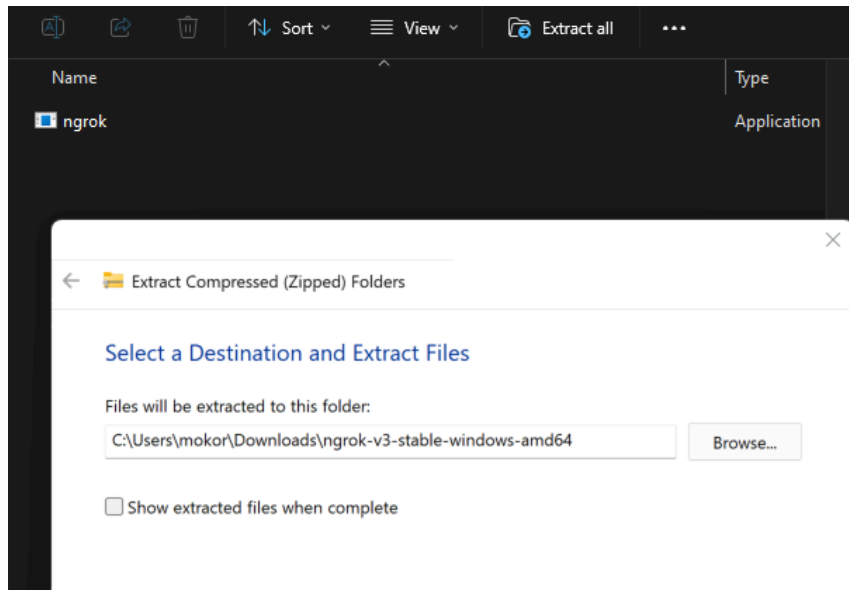 Sort View Extract all
Name Type
ngrok Application
Extract Compressed (Zipped) Folders
Select a Destination and Extract Files
Files will be extracted to this folder:
C:\Users\mokor\Downloads\ngrok-v3-stable-windows-amd64 Browse...
Show extracted files when complete